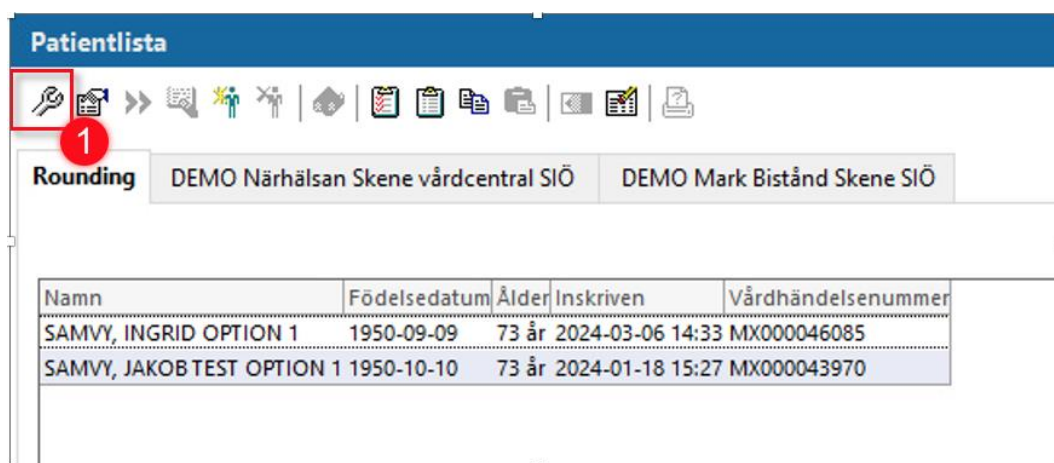 Patientlista
1
Rounding DEMO Närhälsan Skene vårdcentral SIÖ DEMO Mark Bistånd Skene SIÖ
Namn Födelsedatum Ålder Inskriven Vårdhändelsenummer
SAMVY, INGRID OPTION 1 1950-09-09 73 år 2024-03-06 14:33 MX000046085
SAMVY, JAKOB TEST OPTION 1 1950-10-10 73 år 2024-01-18 15:27 MX000043970